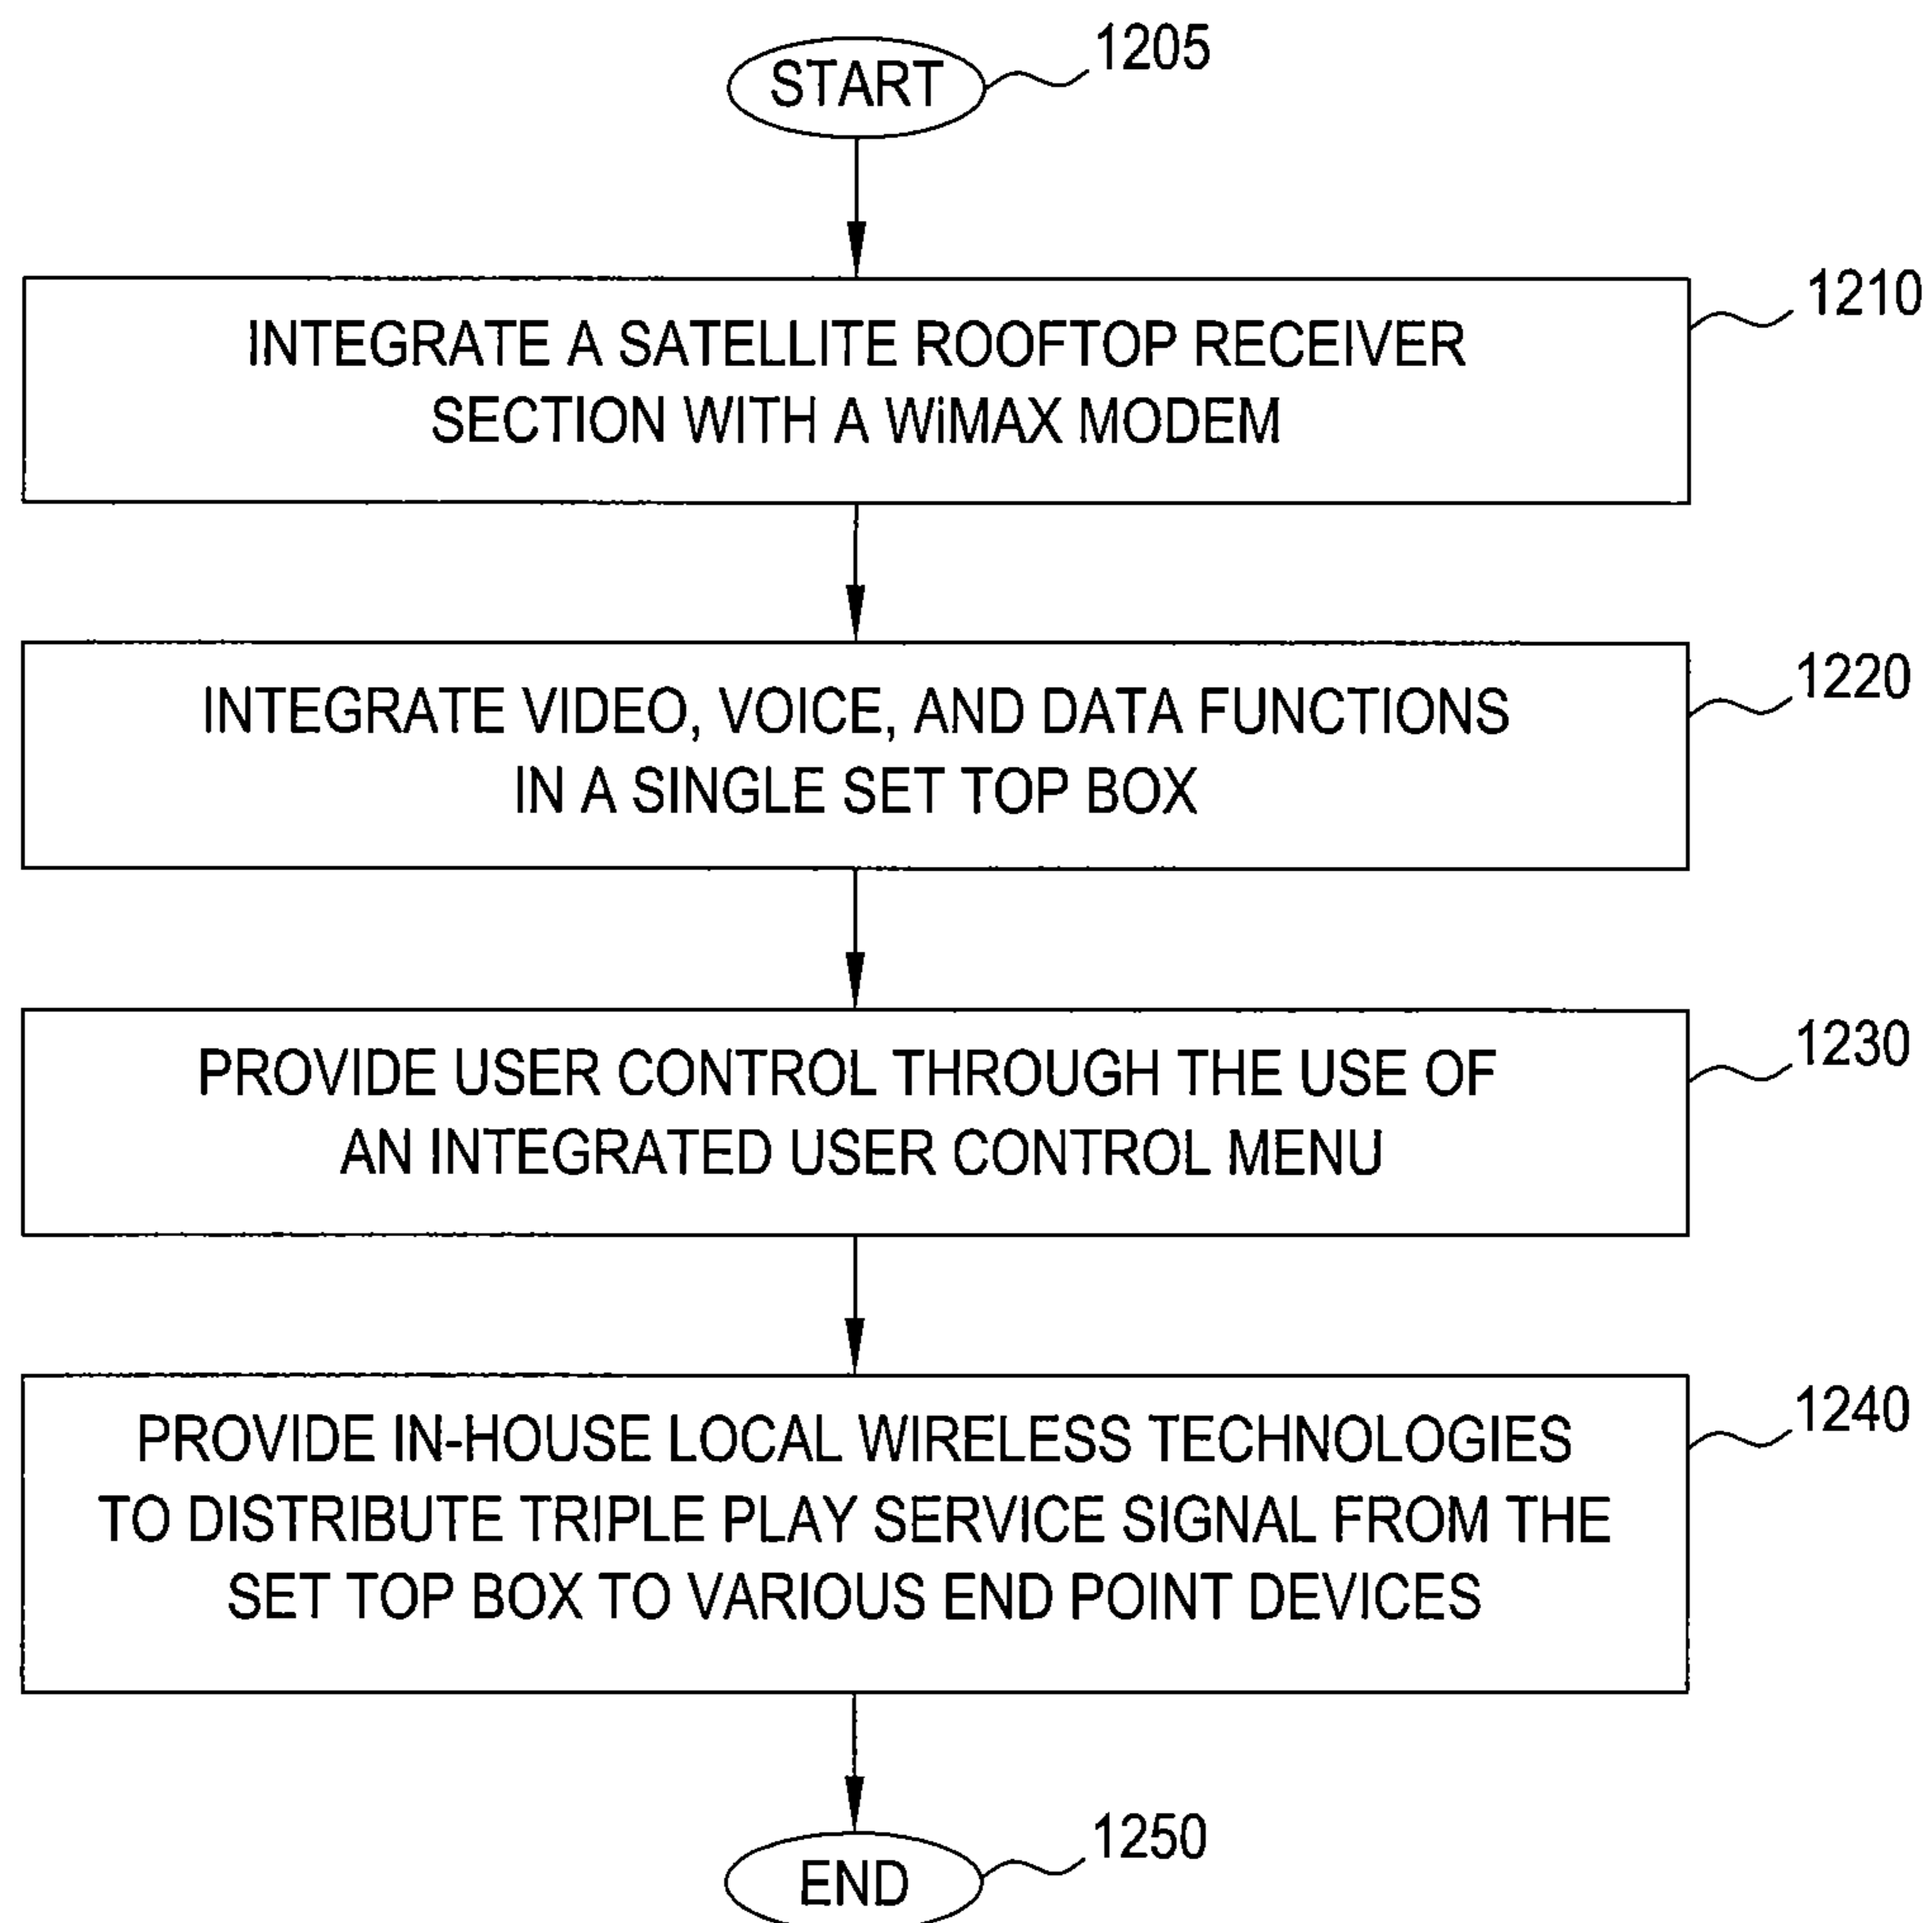 START
1205
1210
INTEGRATE A SATELLITE ROOFTOP RECEIVER
SECTION WITH A WiMAX MODEM
1220
INTEGRATE VIDEO, VOICE, AND DATA FUNCTIONS
IN A SINGLE SET TOP BOX
1230
PROVIDE USER CONTROL THROUGH THE USE OF
AN INTEGRATED USER CONTROL MENU
1240
PROVIDE IN-HOUSE LOCAL WIRELESS TECHNOLOGIES
TO DISTRIBUTE TRIPLE PLAY SERVICE SIGNAL FROM THE
SET TOP BOX TO VARIOUS END POINT DEVICES
1250
END